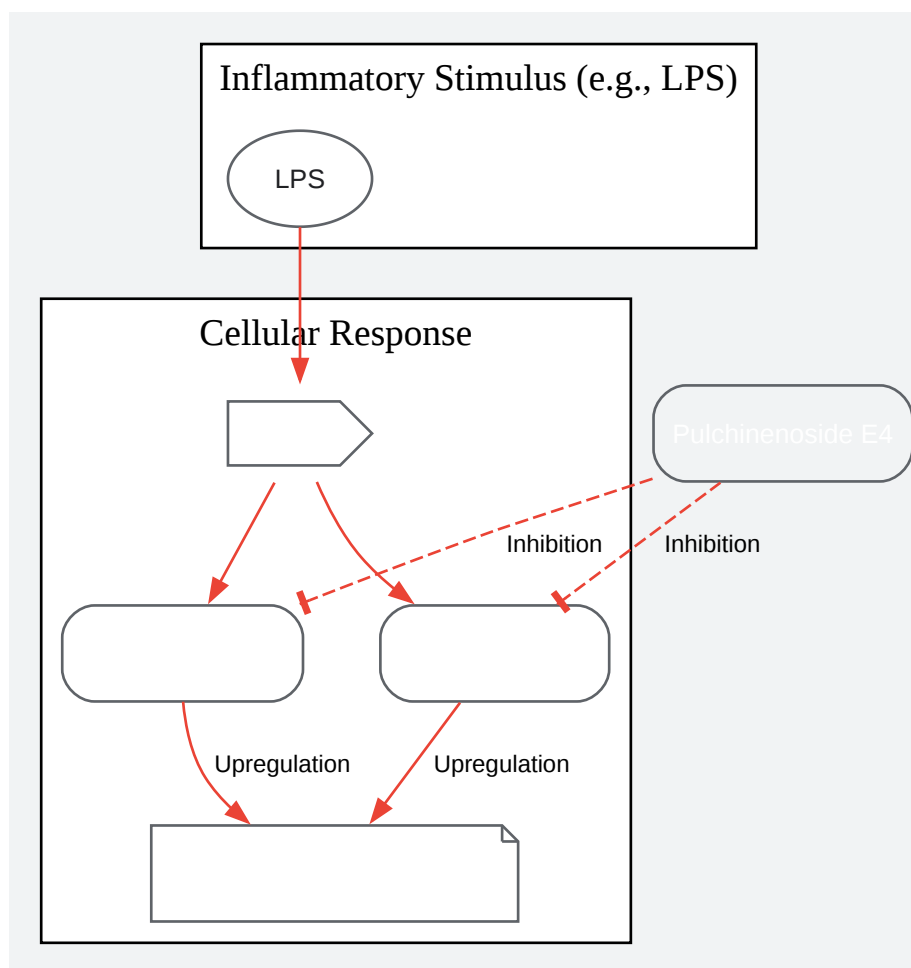 Inflammatory Stimulus (e.g., LPS)
LPS
Cellular Response
Pulchinenoside E4
Inhibition
Inhibition
Upregulation
Upregulation